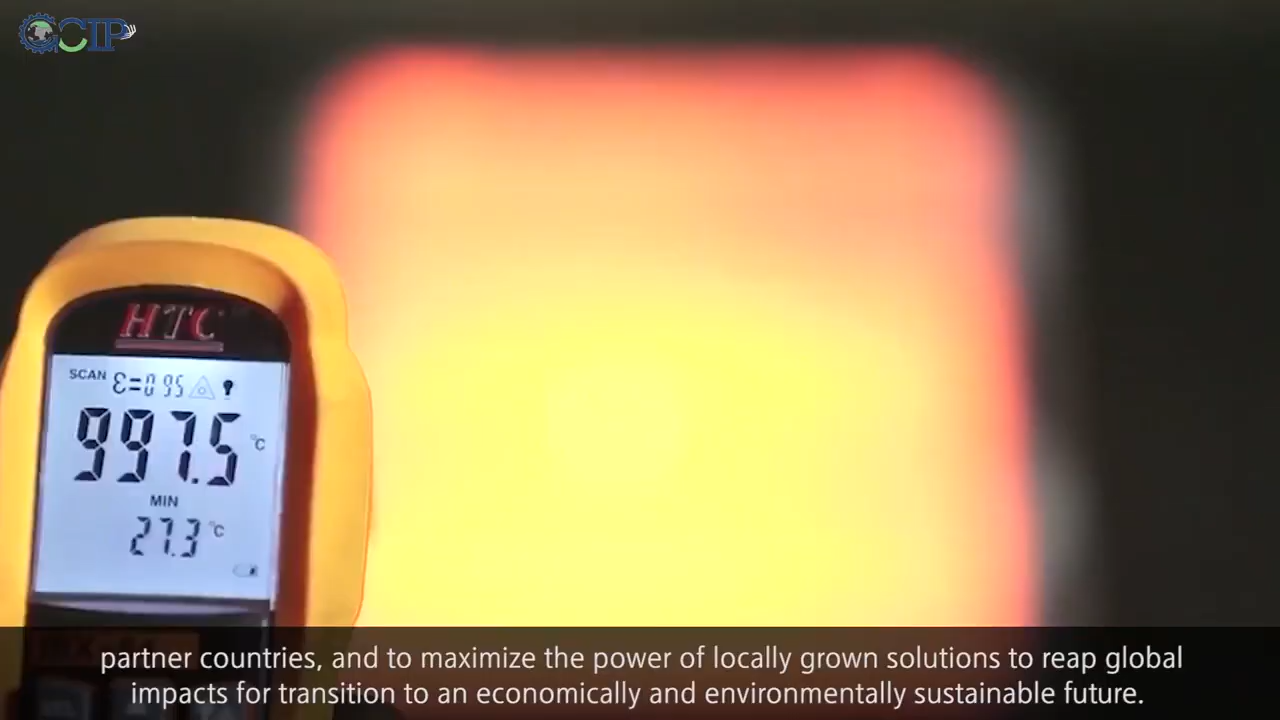 GCIP
HTC
SCAN ε=0.95
997.5 °C
MIN
27.3 °C
partner countries, and to maximize the power of locally grown solutions to reap global
impacts for transition to an economically and environmentally sustainable future.